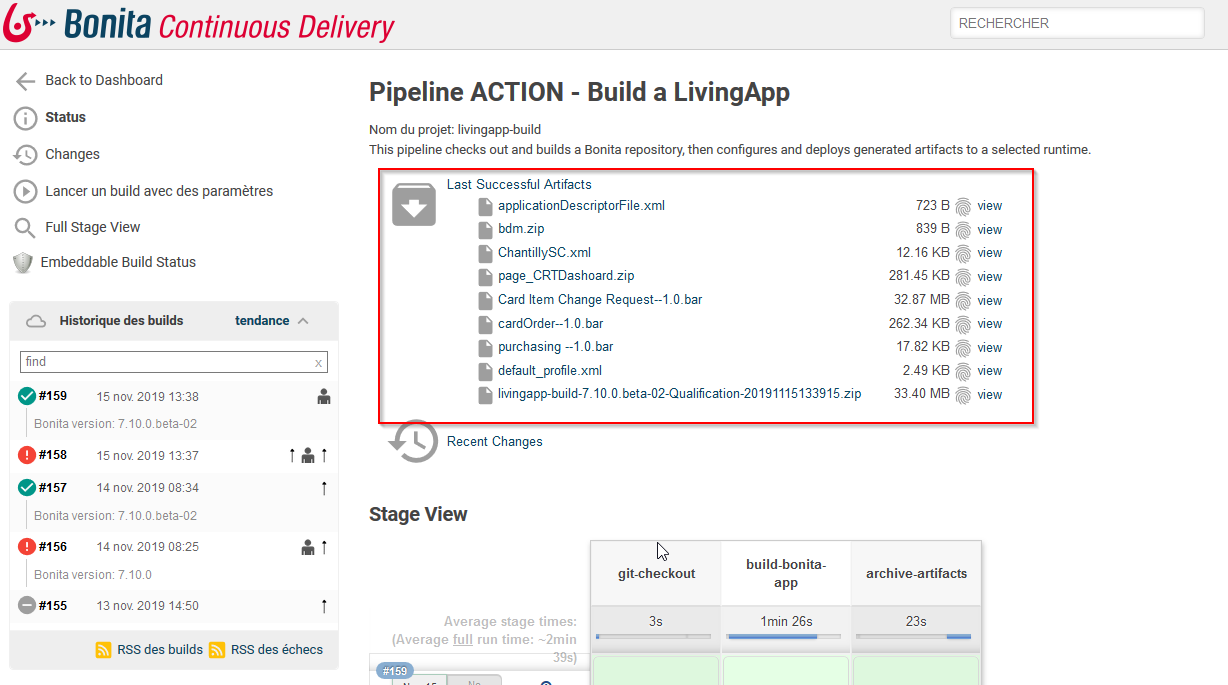 Bonita Continuous Delivery
RECHERCHER
Back to Dashboard
Status
Changes
Lancer un build avec des paramètres
Full Stage View
Embeddable Build Status
Historique des builds tendance
find x
#159 15 nov. 2019 13:38
Bonita version: 7.10.0.beta-02
#158 15 nov. 2019 13:37
#157 14 nov. 2019 08:34
Bonita version: 7.10.0.beta-02
#156 14 nov. 2019 08:25
Bonita version: 7.10.0
#155 13 nov. 2019 14:50
RSS des builds RSS des échecs
Pipeline ACTION - Build a LivingApp
Nom du projet: livingapp-build
This pipeline checks out and builds a Bonita repository, then configures and deploys generated artifacts to a selected runtime.
Last Successful Artifacts
applicationDescriptorFile.xml 723 B view
bdm.zip 839 B view
ChantillySC.xml 12.16 KB view
page_CRTDashoard.zip 281.45 KB view
Card Item Change Request--1.0.bar 32.87 MB view
cardOrder--1.0.bar 262.34 KB view
purchasing --1.0.bar 17.82 KB view
default_profile.xml 2.49 KB view
livingapp-build-7.10.0.beta-02-Qualification-20191115133915.zip 33.40 MB view
Recent Changes
Stage View
git-checkout
build-bonita-
app
archive-artifacts
Average stage times:
(Average full run time: ~2min
39s)
3s
1min 26s
23s
#159